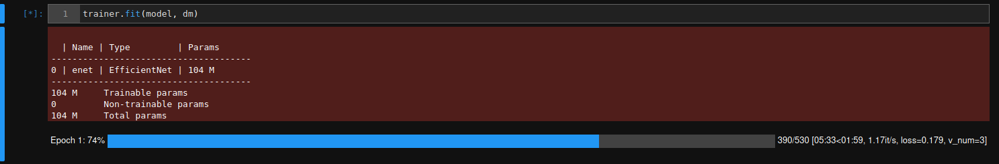 [*]: 1 trainer.fit(model, dm)
| Name | Type         | Params
--------------------------------------
0 | enet | EfficientNet | 104 M
--------------------------------------
104 M     Trainable params
0         Non-trainable params
104 M     Total params
Epoch 1: 74% 390/530 [05:33<01:59, 1.17it/s, loss=0.179, v_num=3]